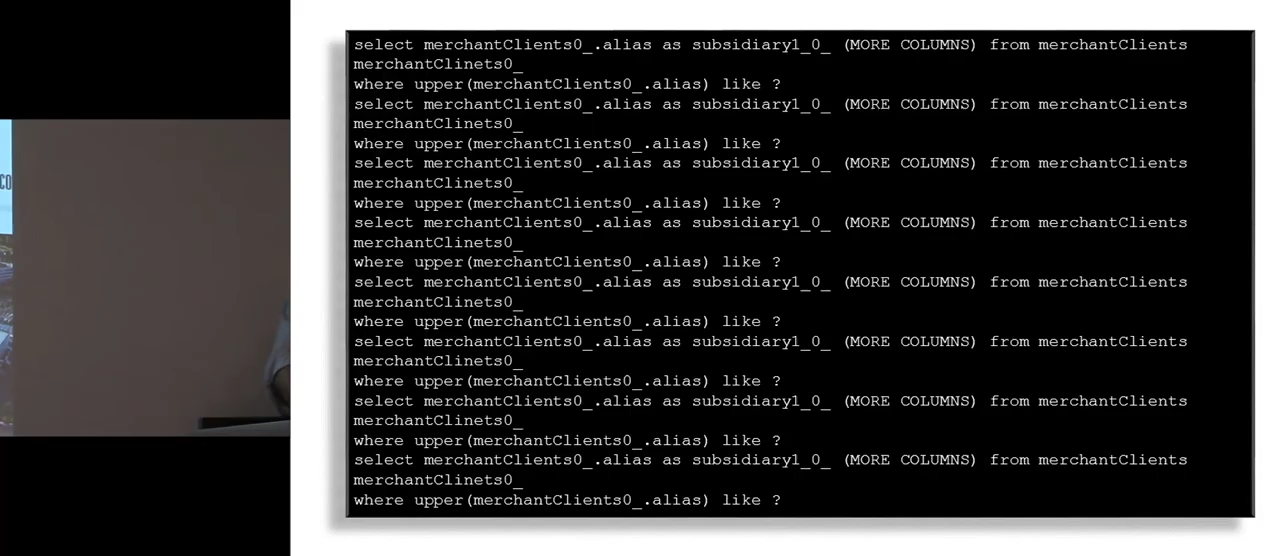 co
select merchantClients0_.alias as subsidiary1_0_ (MORE COLUMNS) from merchantClients
merchantClinets0_
where upper(merchantClients0_.alias) like ?
select merchantClients0_.alias as subsidiary1_0_ (MORE COLUMNS) from merchantClients
merchantClinets0_
where upper(merchantClients0_.alias) like ?
select merchantClients0_.alias as subsidiary1_0_ (MORE COLUMNS) from merchantClients
merchantClinets0_
where upper(merchantClients0_.alias) like ?
select merchantClients0_.alias as subsidiary1_0_ (MORE COLUMNS) from merchantClients
merchantClinets0_
where upper(merchantClients0_.alias) like ?
select merchantClients0_.alias as subsidiary1_0_ (MORE COLUMNS) from merchantClients
merchantClinets0_
where upper(merchantClients0_.alias) like ?
select merchantClients0_.alias as subsidiary1_0_ (MORE COLUMNS) from merchantClients
merchantClinets0_
where upper(merchantClients0_.alias) like ?
select merchantClients0_.alias as subsidiary1_0_ (MORE COLUMNS) from merchantClients
merchantClinets0_
where upper(merchantClients0_.alias) like ?
select merchantClients0_.alias as subsidiary1_0_ (MORE COLUMNS) from merchantClients
merchantClinets0_
where upper(merchantClients0_.alias) like ?